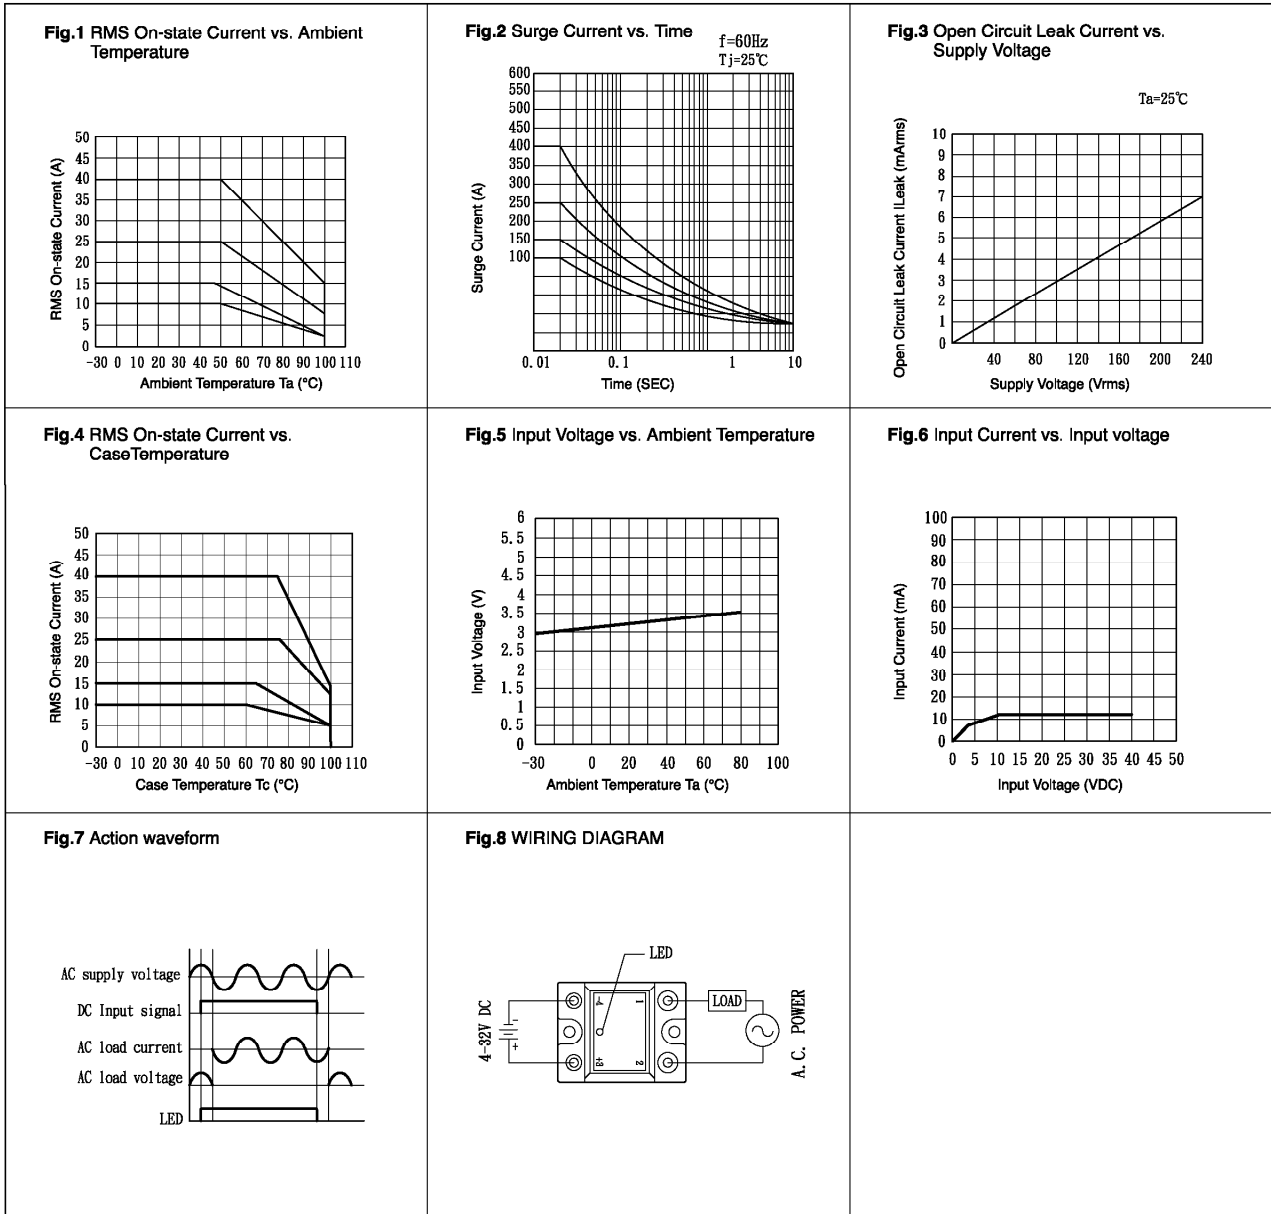 Fig.1 RMS On-state Current vs. Ambient
Temperature
50
45
40
35
30
25
20
15
10
5
0
RMS On-state Current (A)
-30 0 10 20 30 40 50 60 70 80 90 100 110
Ambient Temperature Ta (°C)
Fig.2 Surge Current vs. Time
f=60Hz
Tj=25℃
600
550
500
450
400
350
300
250
200
150
100
Surge Current (A)
0.01 0.1 1 10
Time (SEC)
Fig.3 Open Circuit Leak Current vs.
Supply Voltage
Ta=25℃
10
9
8
7
6
5
4
3
2
1
0
Open Circuit Leak Current ILeak (mArms)
40 80 120 160 200 240
Supply Voltage (Vrms)
Fig.4 RMS On-state Current vs.
CaseTemperature
50
45
40
35
30
25
20
15
10
5
0
RMS On-state Current (A)
-30 0 10 20 30 40 50 60 70 80 90 100 110
Case Temperature Tc (°C)
Fig.5 Input Voltage vs. Ambient Temperature
6
5.5
5
4.5
4
3.5
3
2.5
2
1.5
1
0.5
0
Input Voltage (V)
-30 0 20 40 60 80 100
Ambient Temperature Ta (°C)
Fig.6 Input Current vs. Input voltage
100
90
80
70
60
50
40
30
20
10
0
Input Current (mA)
0 5 10 15 20 25 30 35 40 45 50
Input Voltage (VDC)
Fig.7 Action waveform
AC supply voltage
DC Input signal
AC load current
AC load voltage
LED
Fig.8 WIRING DIAGRAM
LED
4-32V DC
-
+
-4
1
+3
2
LOAD
A.C. POWER